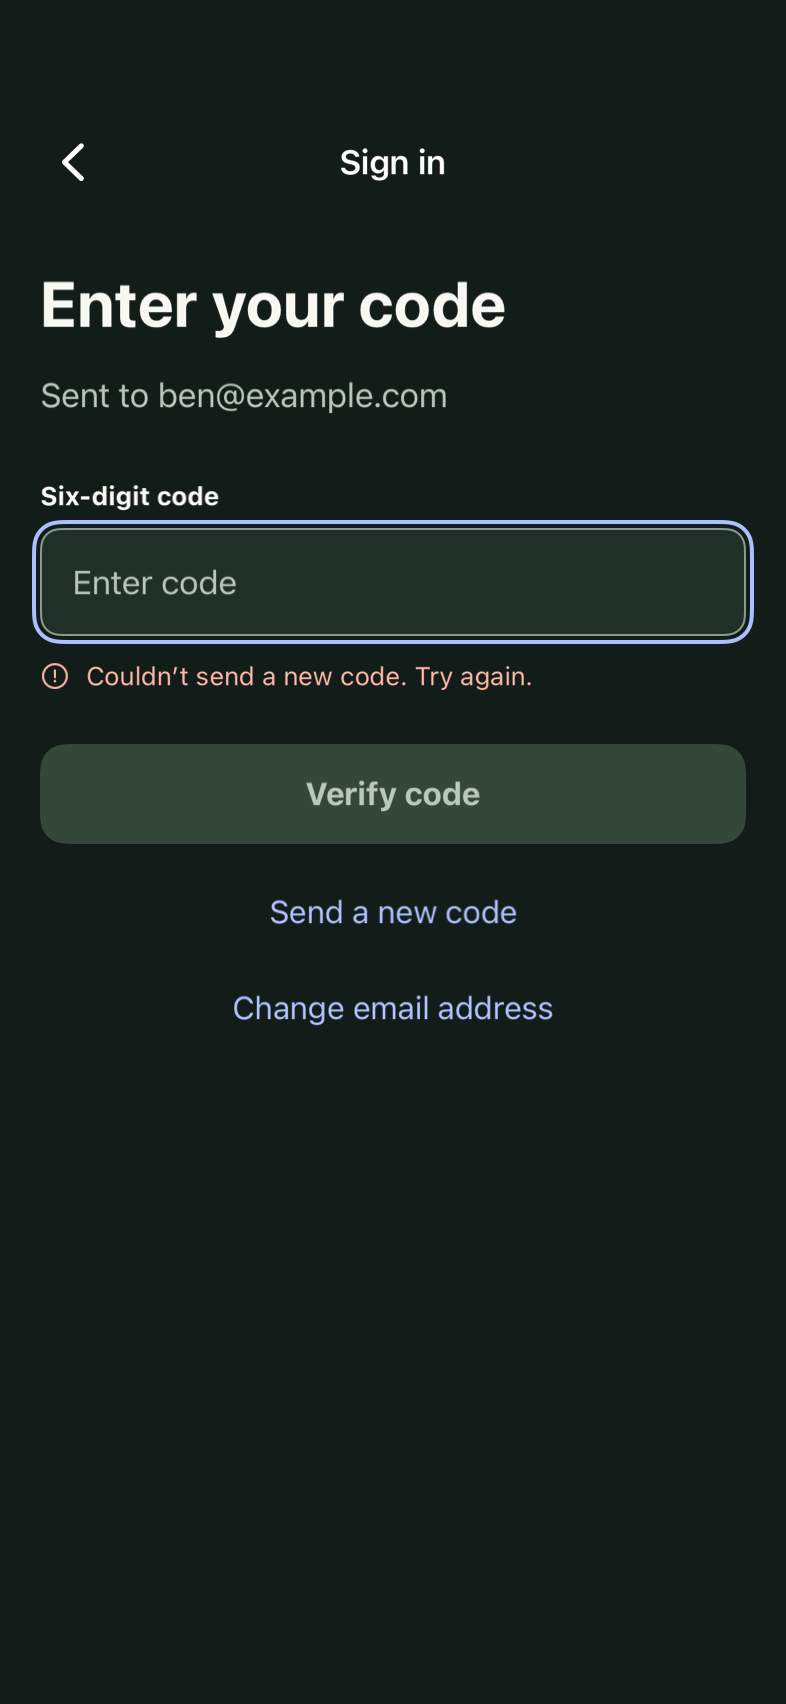 Sign in
Enter your code
Sent to ben@example.com
Six-digit code
Enter code
Couldn’t send a new code. Try again.
Verify code
Send a new code
Change email address